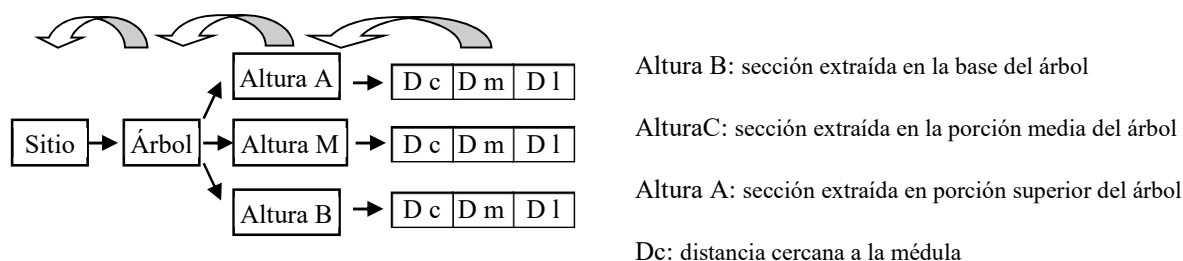 Altura A
D c D m D l
Sitio
Árbol
Altura M
D c D m D l
Altura B
D c D m D l
Altura B: sección extraída en la base del árbol
AlturaC: sección extraída en la porción media del árbol
Altura A: sección extraída en porción superior del árbol
Dc: distancia cercana a la médula